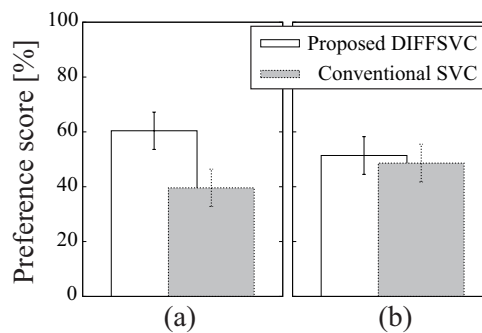 Preference score [%]
100
80
60
40
20
0
Proposed DIFFSVC
Conventional SVC
(a)
(b)